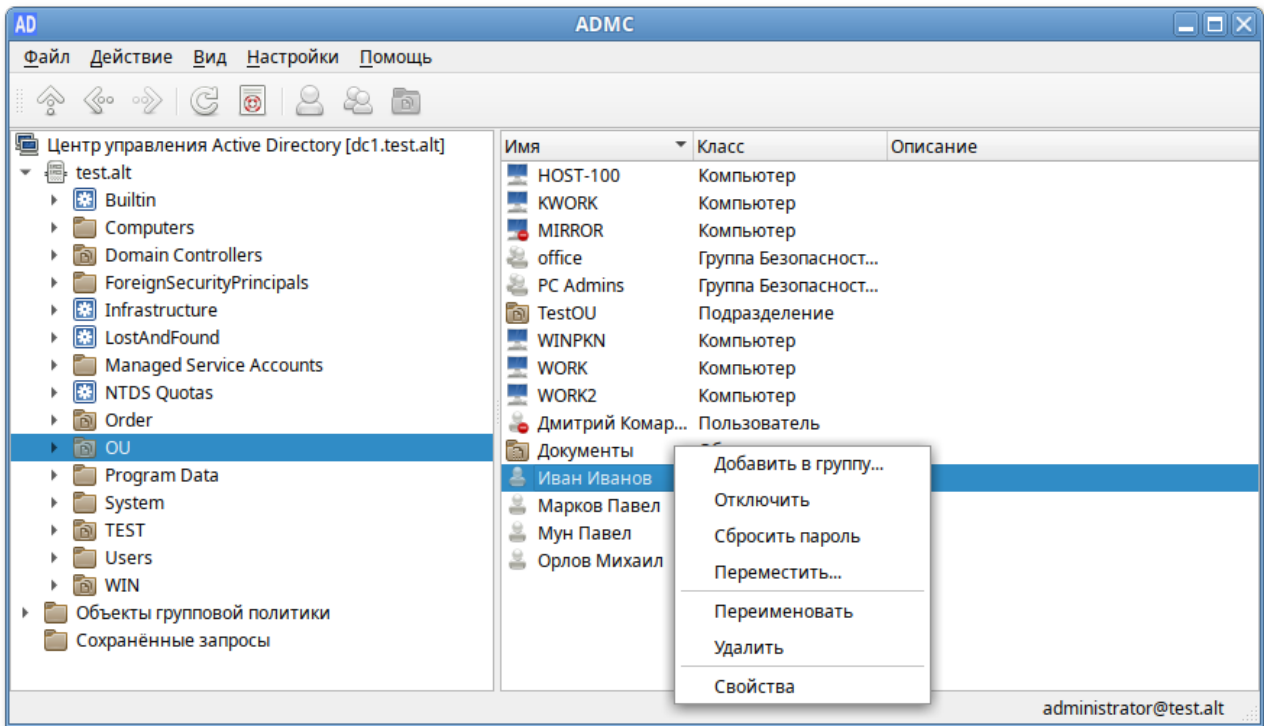 AD
ADMC
Файл Действие Вид Настройки Помощь
Центр управления Active Directory [dc1.test.alt]
test.alt
Builtin
Computers
Domain Controllers
ForeignSecurityPrincipals
Infrastructure
LostAndFound
Managed Service Accounts
NTDS Quotas
Order
OU
Program Data
System
TEST
Users
WIN
Объекты групповой политики
Сохранённые запросы
Имя Класс Описание
HOST-100 Компьютер
KWORK Компьютер
MIRROR Компьютер
office Группа Безопасност...
PC Admins Группа Безопасност...
TestOU Подразделение
WINPKN Компьютер
WORK Компьютер
WORK2 Компьютер
Дмитрий Комар... Пользователь
Документы
Иван Иванов
Марков Павел
Мун Павел
Орлов Михаил
Добавить в группу...
Отключить
Сбросить пароль
Переместить...
Переименовать
Удалить
Свойства
administrator@test.alt